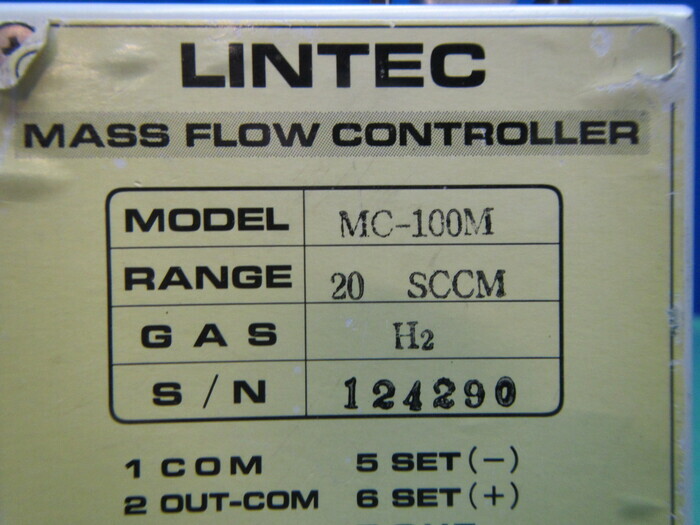 LINTEC
MASS FLOW CONTROLLER
MODEL MC-100M
RANGE 20 SCCM
GAS H2
S/N 124290
1 COM 5 SET(-)
2 OUT-COM 6 SET(+)